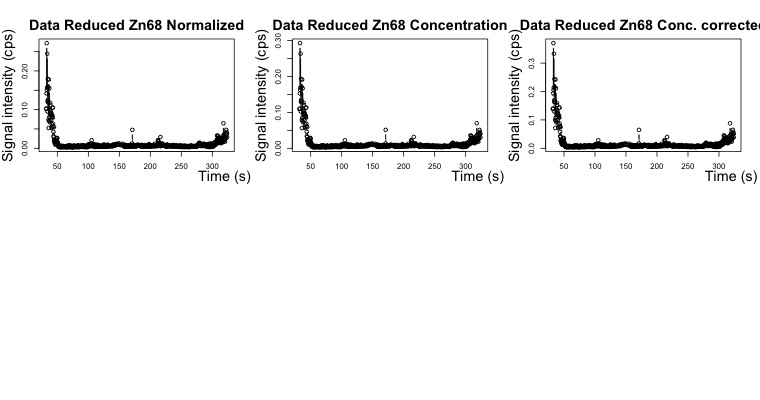 Data Reduced Zn68 Normalized
Signal intensity (cps)
0.00 0.10 0.20
50 100 150 200 250 300
Time (s)
Data Reduced Zn68 Concentration
Signal intensity (cps)
0.00 0.10 0.20 0.30
50 100 150 200 250 300
Time (s)
Data Reduced Zn68 Conc. corrected
Signal intensity (cps)
0.0 0.1 0.2 0.3
50 100 150 200 250 300
Time (s)